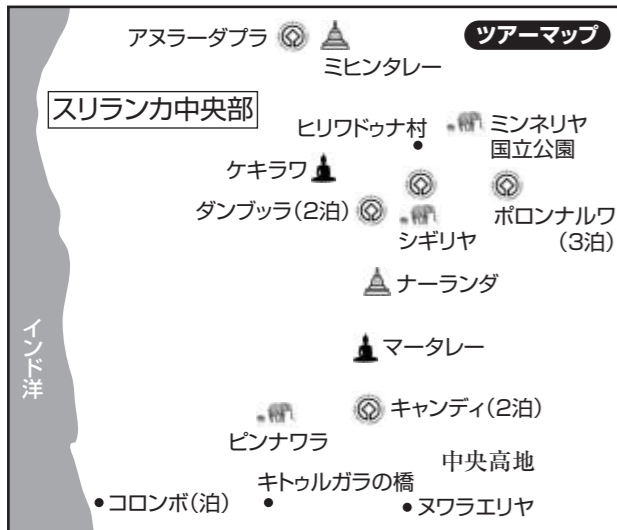 アヌラーダプラ
ツアーマップ
ミヒンタレー
スリランカ中央部
ヒリワドゥナ村
ミンネリヤ
国立公園
ケキラワ
ダンブッラ(2泊)
シギリヤ
ポロンナルワ
(3泊)
ナーランダ
インド洋
マータレー
キャンディ(2泊)
ピンナワラ
中央高地
キトゥルガラの橋
コロンボ(泊)
ヌワラエリヤ